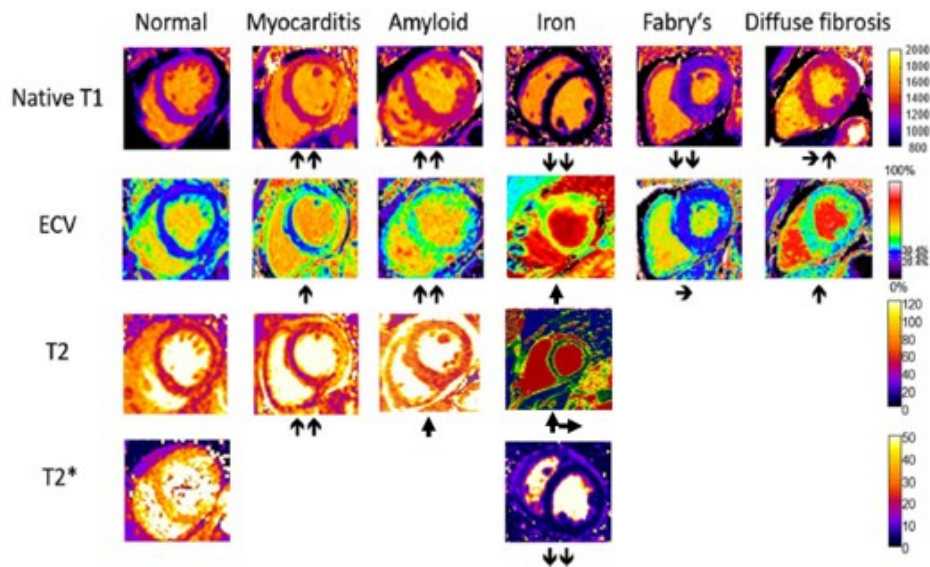 Normal Myocarditis Amyloid Iron Fabry's Diffuse fibrosis
Native T1
2000
1800
1600
1400
1200
1000
800
↑↑ ↑↑ ↓↓ ↓↓ →↑
ECV
100%
0%
↑ ↑↑ ↑ → ↑
T2
120
100
80
60
40
20
0
↑↑ ↑ ↑→
T2*
50
40
30
20
10
0
↓↓